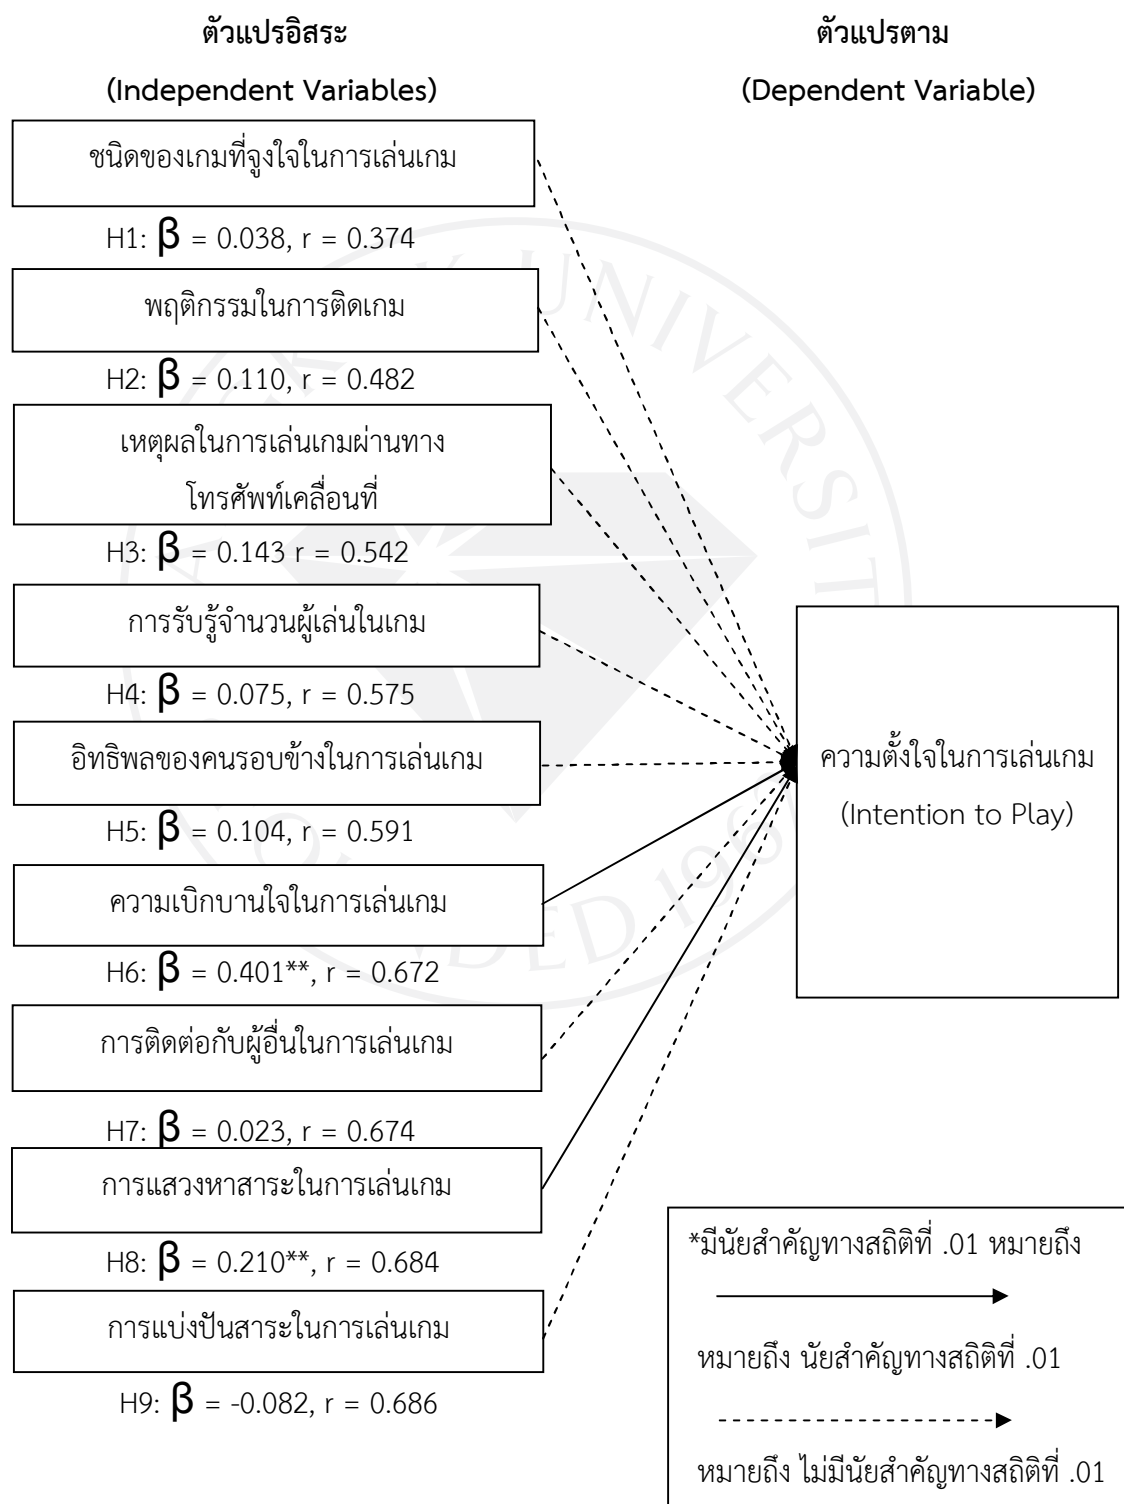 ตัวแปรอิสระ
(Independent Variables)
ตัวแปรตาม
(Dependent Variable)
ชนิดของเกมที่จูงใจในการเล่นเกม
H1: β = 0.038, r = 0.374
พฤติกรรมในการติดเกม
H2: β = 0.110, r = 0.482
เหตุผลในการเล่นเกมผ่านทาง
โทรศัพท์เคลื่อนที่
H3: β = 0.143 r = 0.542
การรับรู้จำนวนผู้เล่นในเกม
H4: β = 0.075, r = 0.575
อิทธิพลของคนรอบข้างในการเล่นเกม
H5: β = 0.104, r = 0.591
ความเบิกบานใจในการเล่นเกม
H6: β = 0.401**, r = 0.672
การติดต่อกับผู้อื่นในการเล่นเกม
H7: β = 0.023, r = 0.674
การแสวงหาสาระในการเล่นเกม
H8: β = 0.210**, r = 0.684
การแบ่งปันสาระในการเล่นเกม
H9: β = -0.082, r = 0.686
ความตั้งใจในการเล่นเกม
(Intention to Play)
*มีนัยสำคัญทางสถิติที่ .01 หมายถึง
หมายถึง นัยสำคัญทางสถิติที่ .01
หมายถึง ไม่มีนัยสำคัญทางสถิติที่ .01